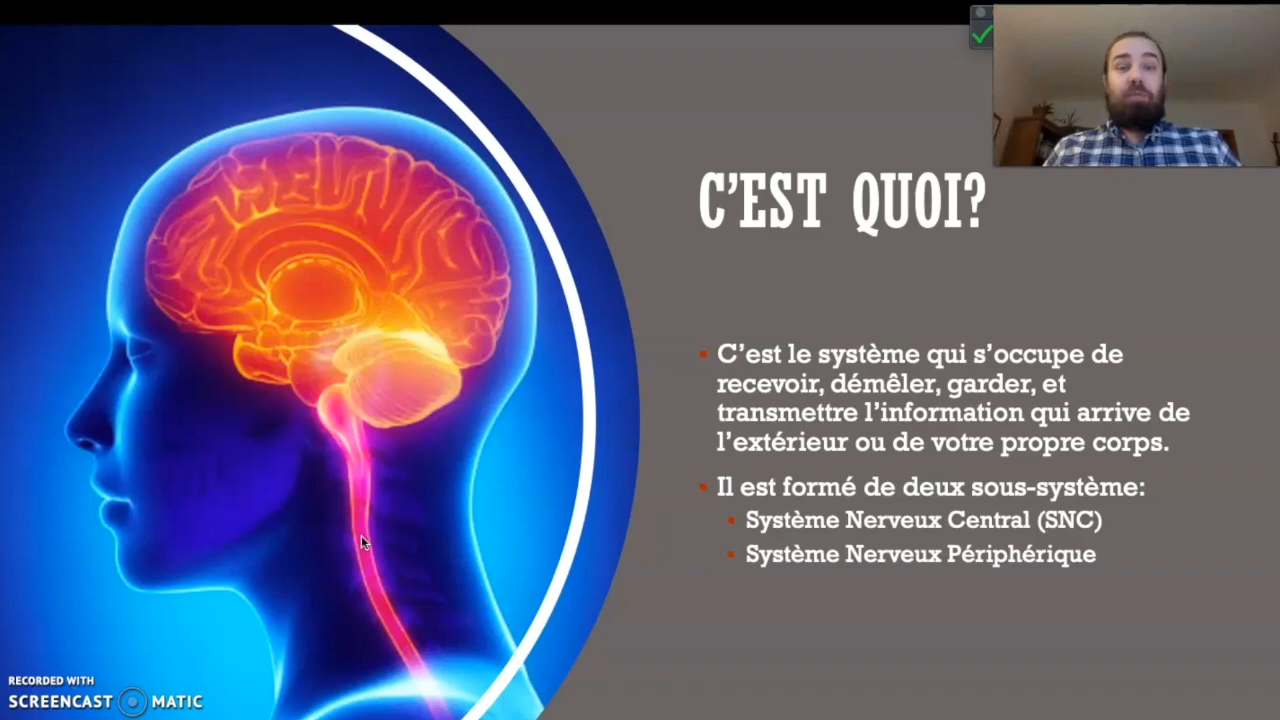 C'EST QUOI?
C'est le système qui s'occupe de
recevoir, démêler, garder, et
transmettre l'information qui arrive de
l'extérieur ou de votre propre corps.
Il est formé de deux sous-système:
Système Nerveux Central (SNC)
Système Nerveux Périphérique
RECORDED WITH
SCREENCAST MATIC